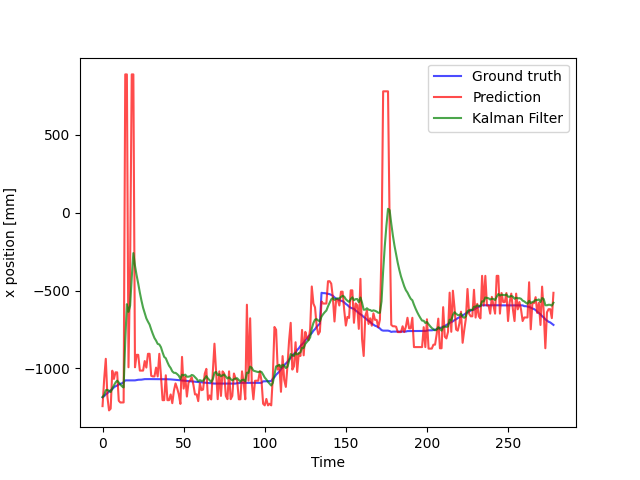 Ground truth
Prediction
Kalman Filter
500
0
−500
−1000
x position [mm]
0 50 100 150 200 250
Time